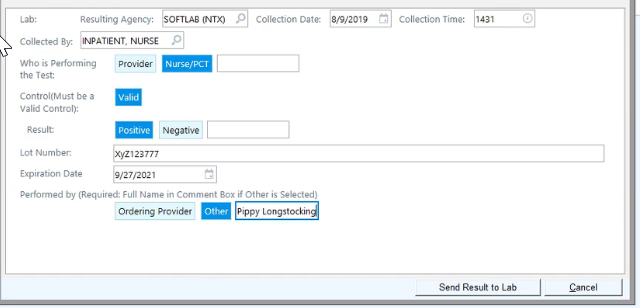 Lab: Resulting Agency: SOFTLAB (NTX) Collection Date: 8/9/2019 Collection Time: 1431
Collected By: INPATIENT, NURSE
Who is Performing the Test: Provider Nurse/PCT
Control(Must be a Valid Control): Valid
Result: Positive Negative
Lot Number: XyZ123777
Expiration Date 9/27/2021
Performed by (Required: Full Name in Comment Box if Other is Selected)
Ordering Provider Other Pippy Longstocking
Send Result to Lab Cancel